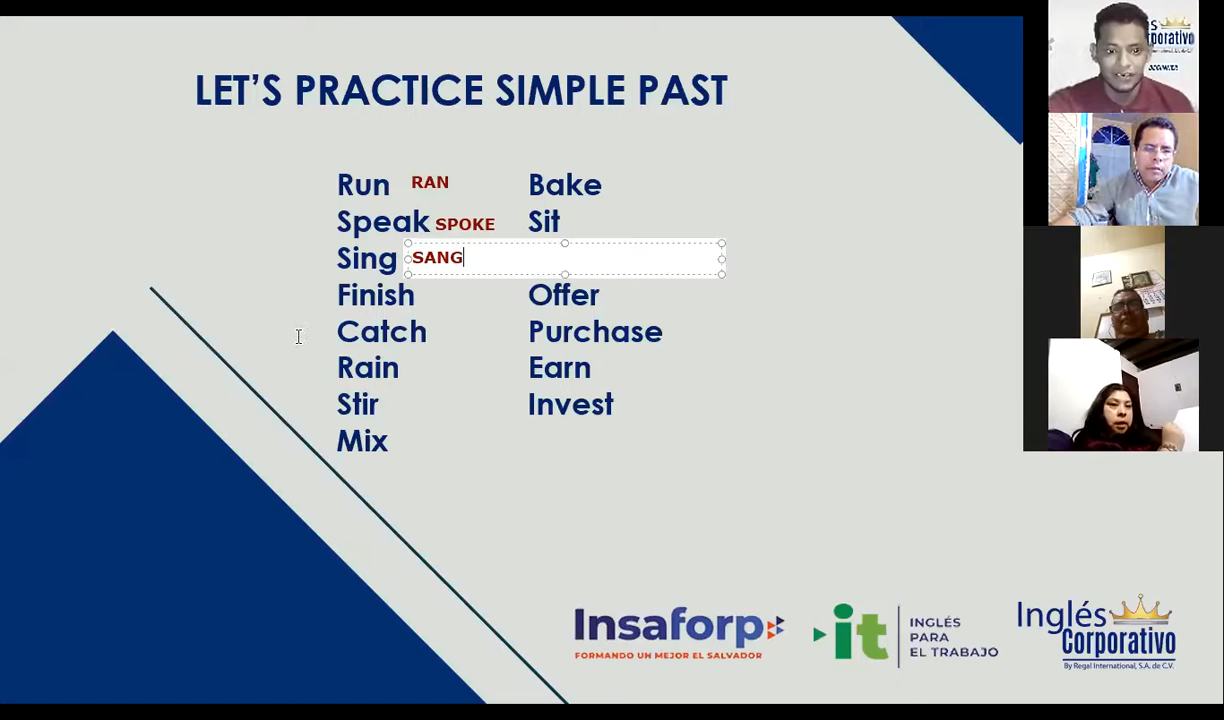 LET'S PRACTICE SIMPLE PAST
Run RAN
Speak SPOKE
Sing SANG
Finish
Catch
Rain
Stir
Mix
Bake
Sit
Offer
Purchase
Earn
Invest
Insaforp
FORMANDO UN MEJOR EL SALVADOR
it
INGLÉS
PARA
EL TRABAJO
Inglés
Corporativo
By Regal International, S.A. de C.V.